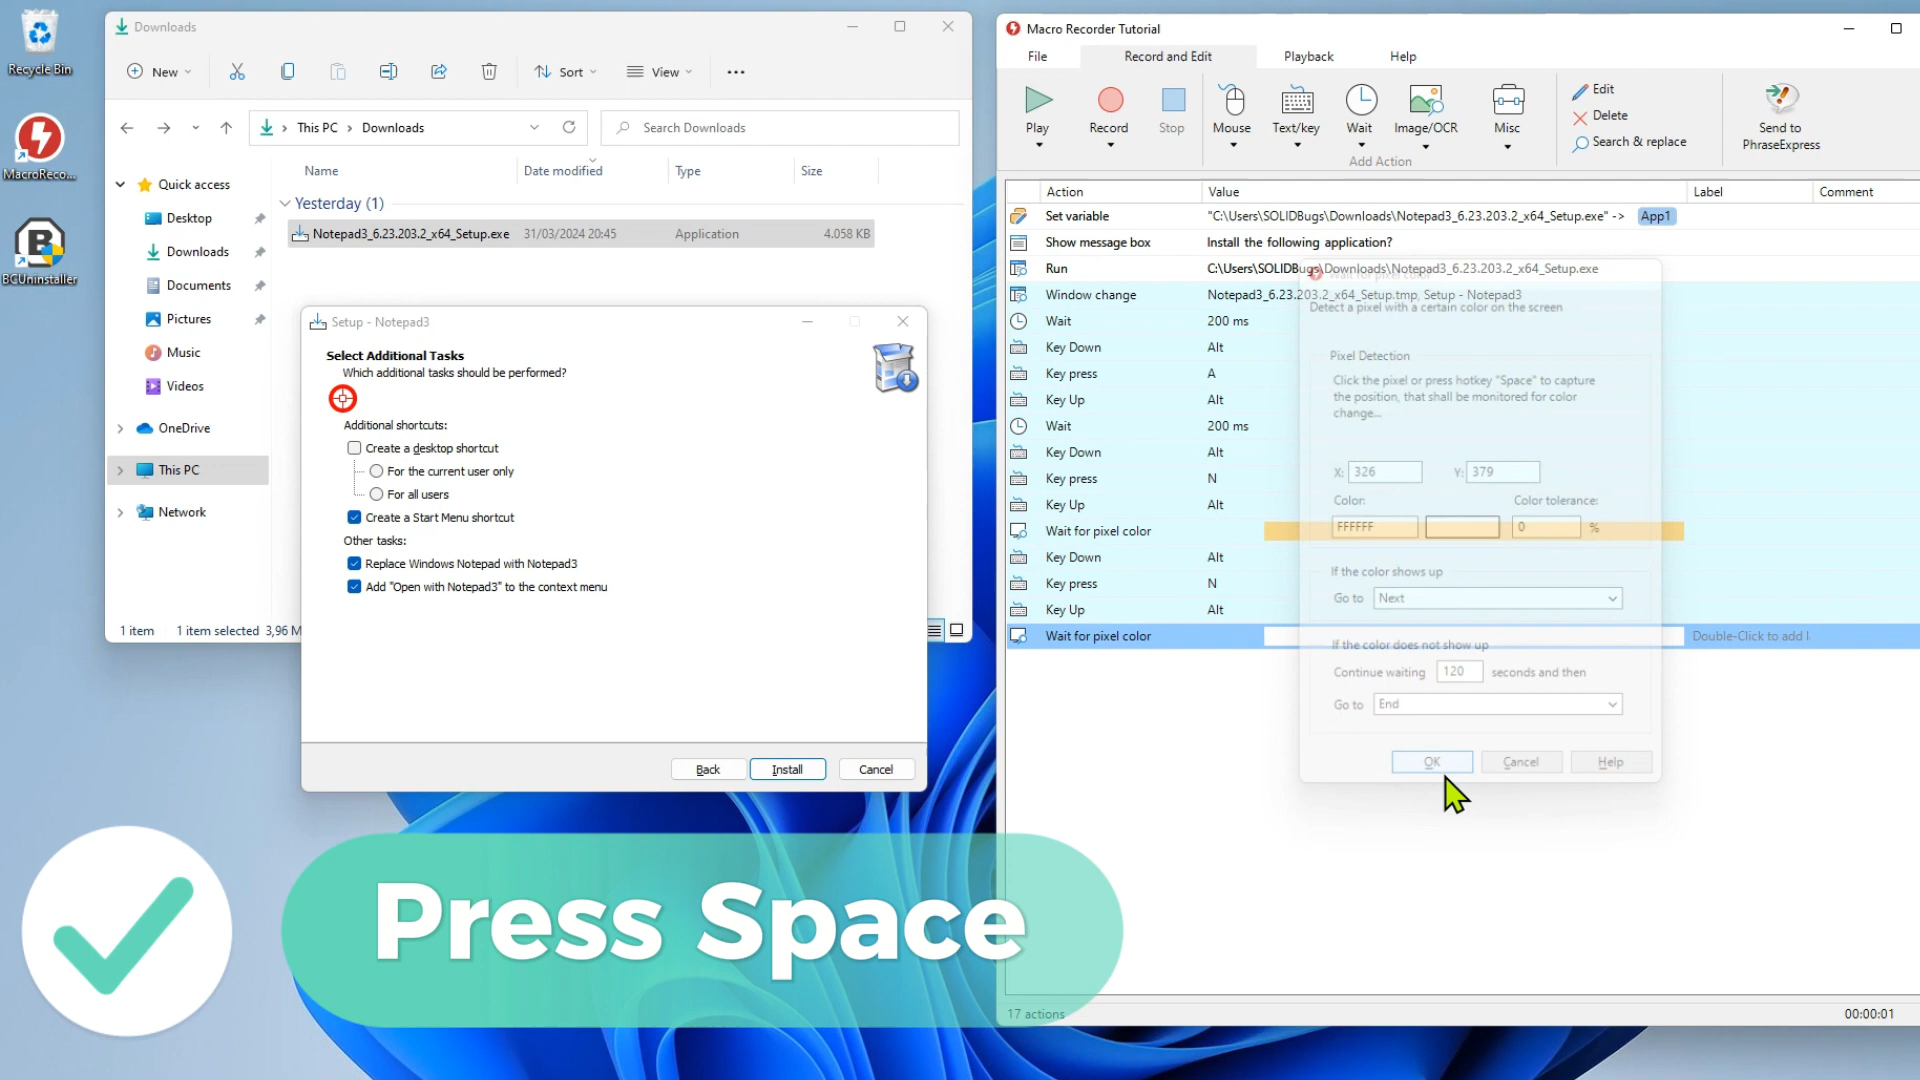 Recycle Bin
MacroReco...
BCUninstaller
Downloads
New
Sort
View
This PC > Downloads
Search Downloads
Name
Date modified
Type
Size
Quick access
Desktop
Downloads
Documents
Pictures
Music
Videos
OneDrive
This PC
Network
Yesterday (1)
Notepad3_6.23.203.2_x64_Setup.exe 31/03/2024 20:45 Application 4.058 KB
1 item 1 item selected 3,96 M
Setup - Notepad3
Select Additional Tasks
Which additional tasks should be performed?
Additional shortcuts:
Create a desktop shortcut
For the current user only
For all users
Create a Start Menu shortcut
Other tasks:
Replace Windows Notepad with Notepad3
Add "Open with Notepad3" to the context menu
Back
Install
Cancel
Press Space
Macro Recorder Tutorial
File
Record and Edit
Playback
Help
Play
Record
Stop
Mouse
Text/key
Wait
Image/OCR
Misc
Add Action
Edit
Delete
Search & replace
Send to
PhraseExpress
Action Value Label Comment
Set variable "C:\Users\SOLIDBugs\Downloads\Notepad3_6.23.203.2_x64_Setup.exe" -> App1
Show message box Install the following application?
Run C:\Users\SOLIDBugs\Downloads\Notepad3_6.23.203.2_x64_Setup.exe
Window change Notepad3_6.23.203.2_x64_Setup.tmp, Setup - Notepad3
Wait 200 ms
Key Down Alt
Key press A
Key Up Alt
Wait 200 ms
Key Down Alt
Key press N
Key Up Alt
Wait for pixel color
Key Down Alt
Key press N
Key Up Alt
Wait for pixel color Double-Click to add l
Detect a pixel with a certain color on the screen
Pixel Detection
Click the pixel or press hotkey "Space" to capture
the position, that shall be monitored for color
change...
X: 326 Y: 379
Color: Color tolerance:
FFFFFF 0 %
If the color shows up
Go to Next
If the color does not show up
Continue waiting 120 seconds and then
Go to End
OK
Cancel
Help
17 actions
00:00:01